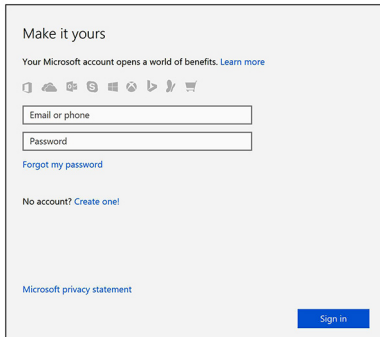 Make it yours
Your Microsoft account opens a world of benefits. Learn more
Email or phone
Password
Forgot my password
No account? Create one!
Microsoft privacy statement
Sign in